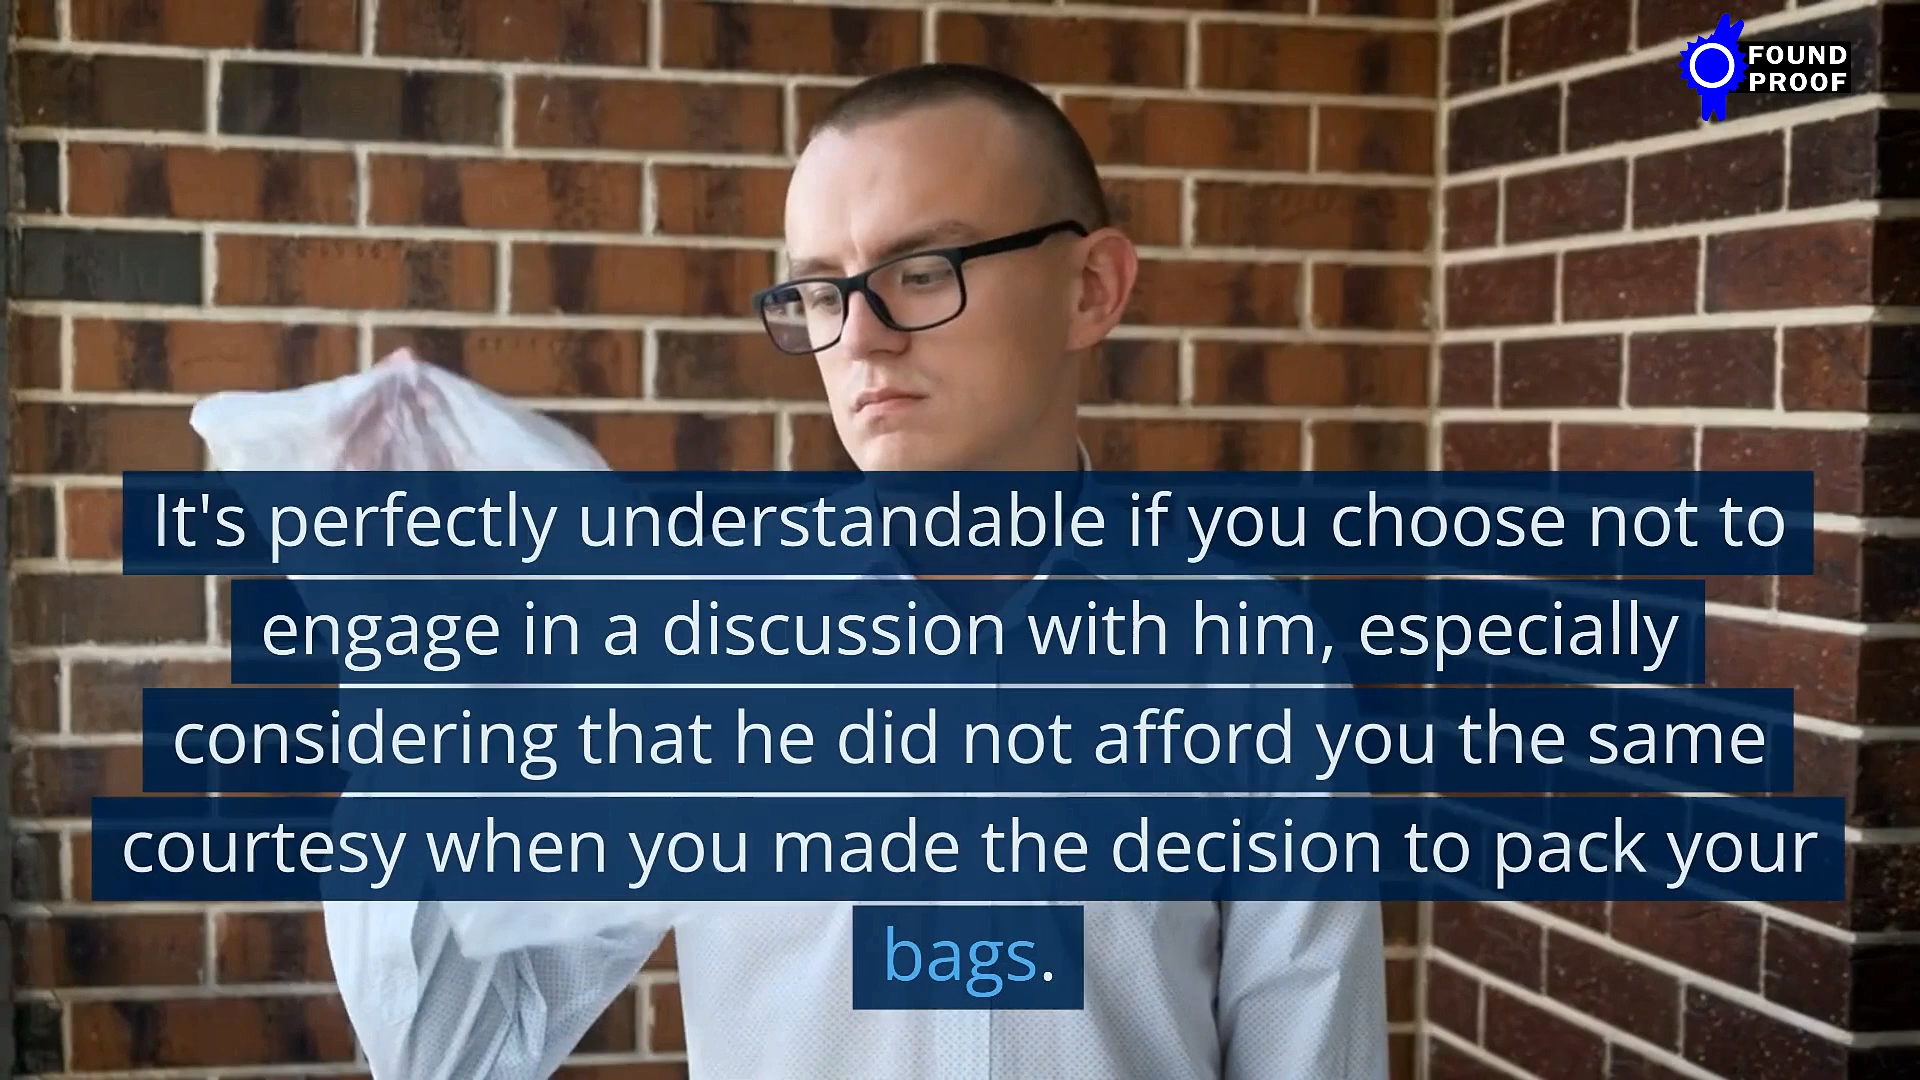 FOUND
PROOF
It's perfectly understandable if you choose not to
engage in a discussion with him, especially
considering that he did not afford you the same
courtesy when you made the decision to pack your
bags.